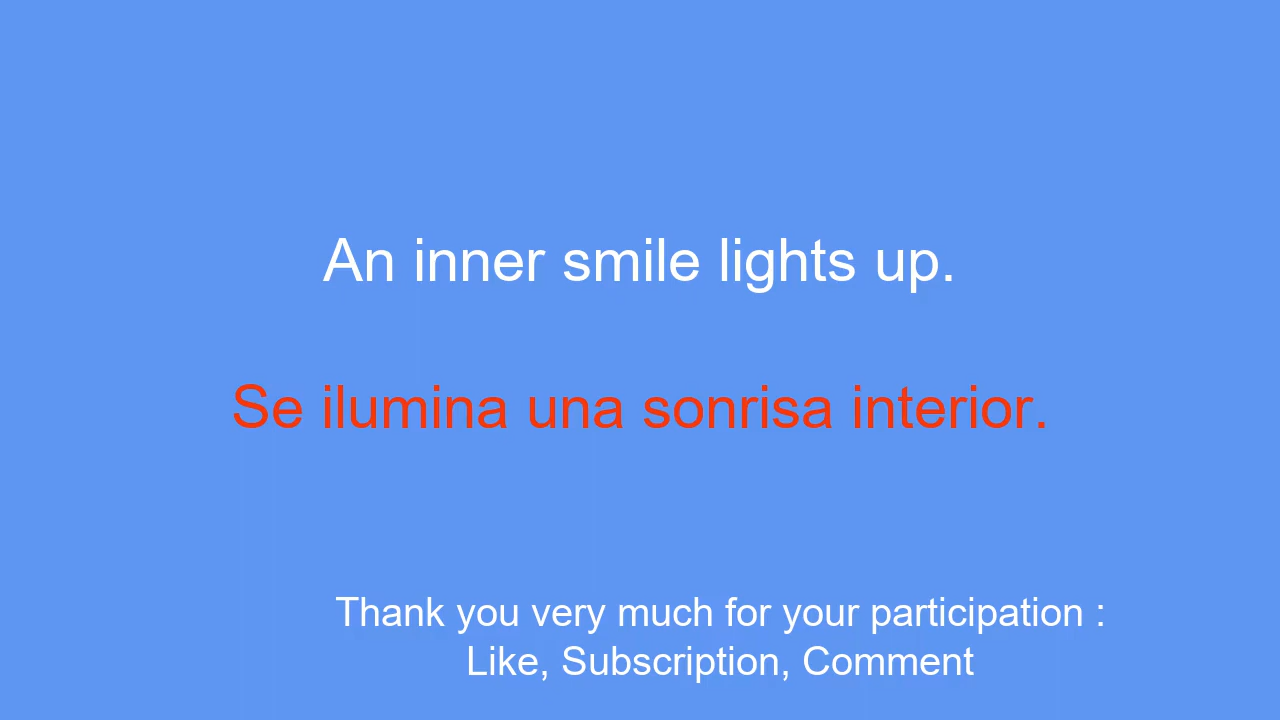 An inner smile lights up.
Se ilumina una sonrisa interior.
Thank you very much for your participation :
Like, Subscription, Comment